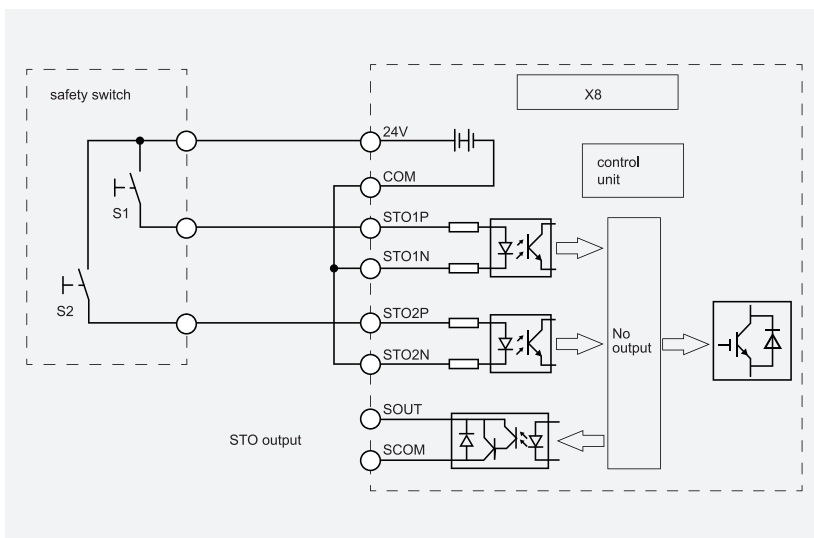 safety switch
X8
24V
control
unit
COM
S1
STO1P
STO1N
S2
STO2P
No
output
STO2N
SOUT
STO output
SCOM